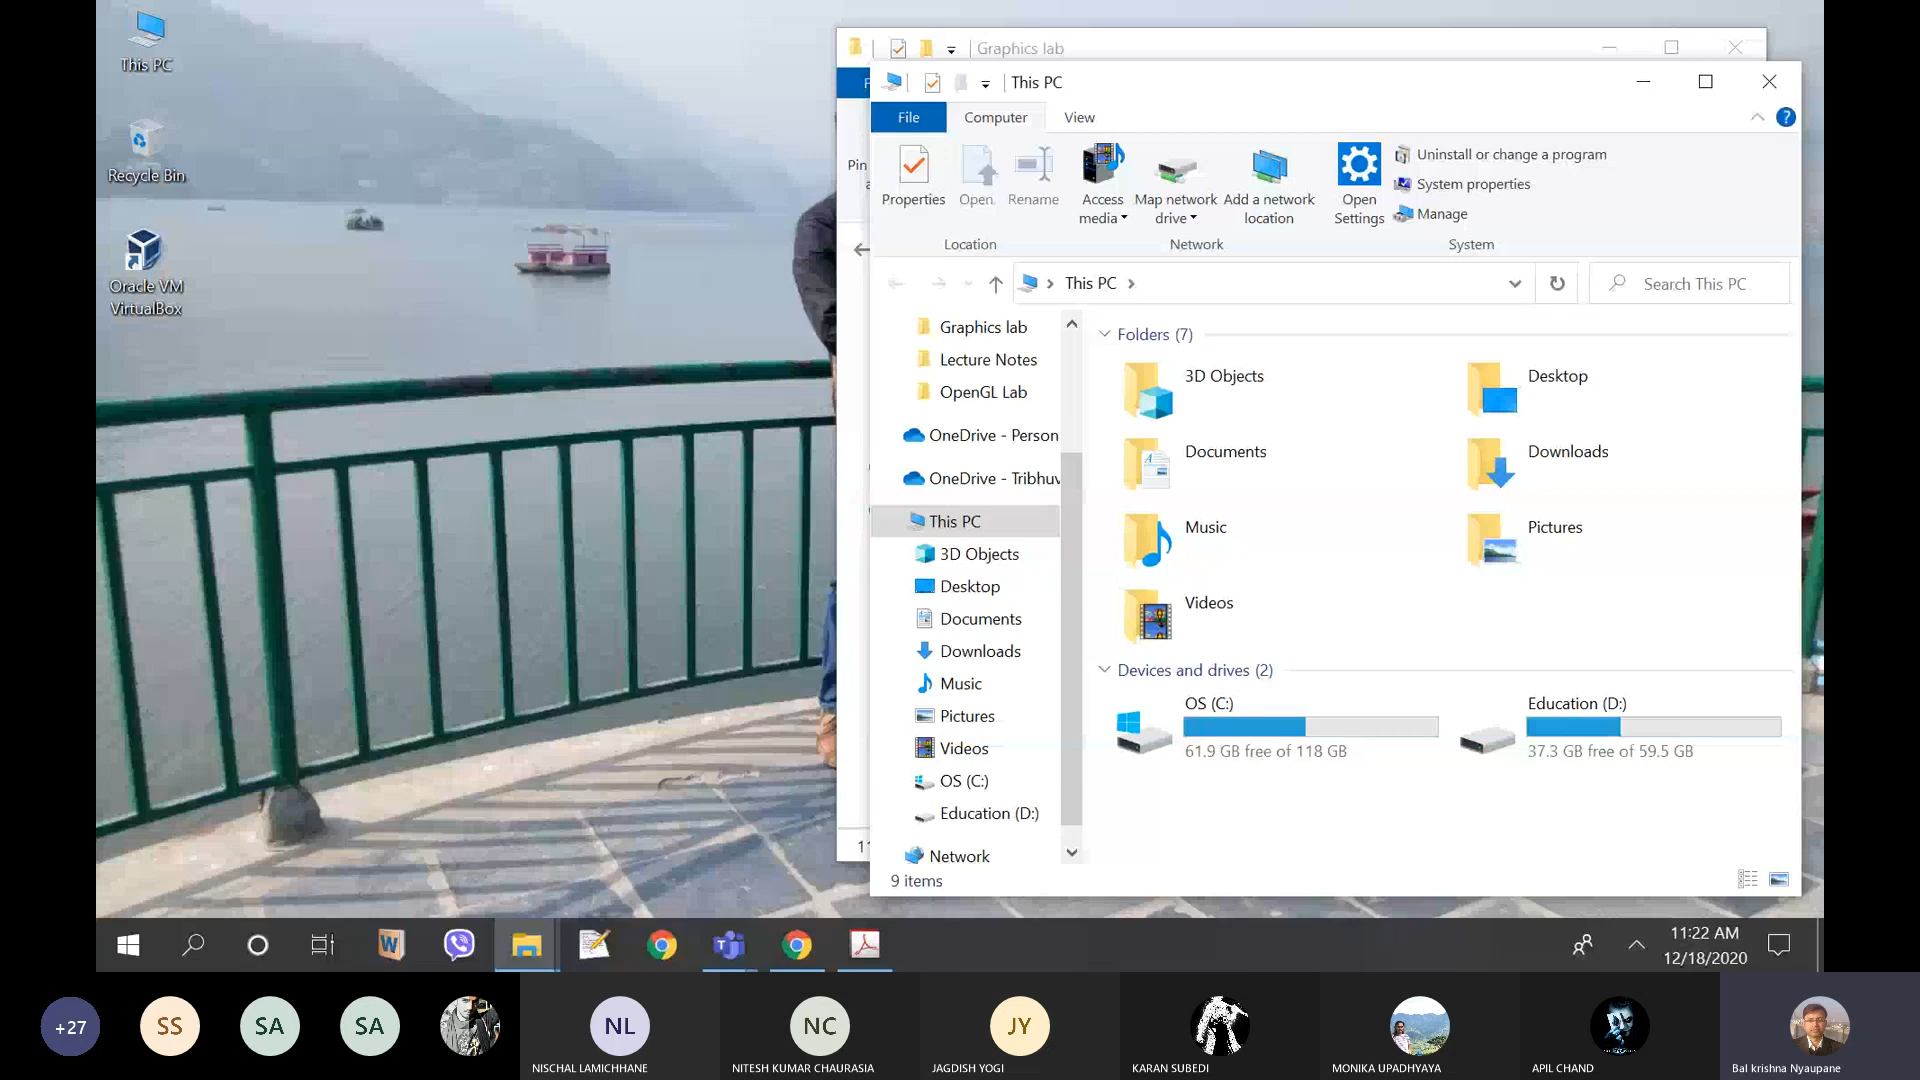 This PC
Recycle Bin
Oracle VM
VirtualBox
Graphics lab
This PC
File
Computer
View
Pin
Properties
Open
Rename
Access
media
Map network
drive
Add a network
location
Open
Settings
Uninstall or change a program
System properties
Manage
Location
Network
System
This PC
Search This PC
Graphics lab
Lecture Notes
OpenGL Lab
OneDrive - Person
OneDrive - Tribhuv
This PC
3D Objects
Desktop
Documents
Downloads
Music
Pictures
Videos
OS (C:)
Education (D:)
Network
Folders (7)
3D Objects
Desktop
Documents
Downloads
Music
Pictures
Videos
Devices and drives (2)
OS (C:)
61.9 GB free of 118 GB
Education (D:)
37.3 GB free of 59.5 GB
9 items
11:22 AM
12/18/2020
+27
SS
SA
SA
NL
NISCHAL LAMICHHANE
NC
NITESH KUMAR CHAURASIA
JY
JAGDISH YOGI
KARAN SUBEDI
MONIKA UPADHYAYA
APIL CHAND
Bal krishna Nyaupane